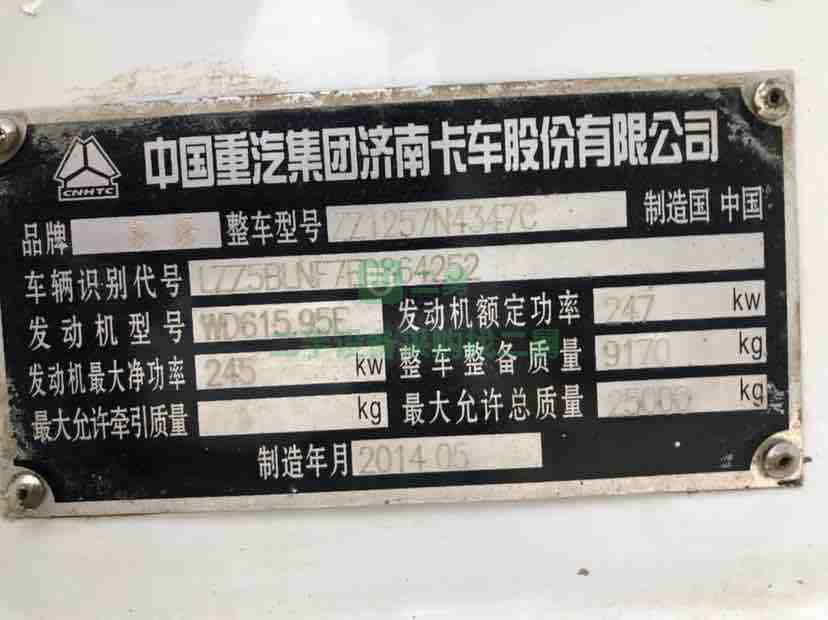 CNHTC 中国重汽集团济南卡车股份有限公司
品牌 整车型号 ZZ1257N4347C 制造国 中国
车辆识别代号 LZZ5BLNF7 64252
发动机型号 WD615.95E 发动机额定功率 247 kw
发动机最大净功率 245 kw 整车整备质量 9170 kg
最大允许牵引质量 kg 最大允许总质量 25000 kg
制造年月 2014.05